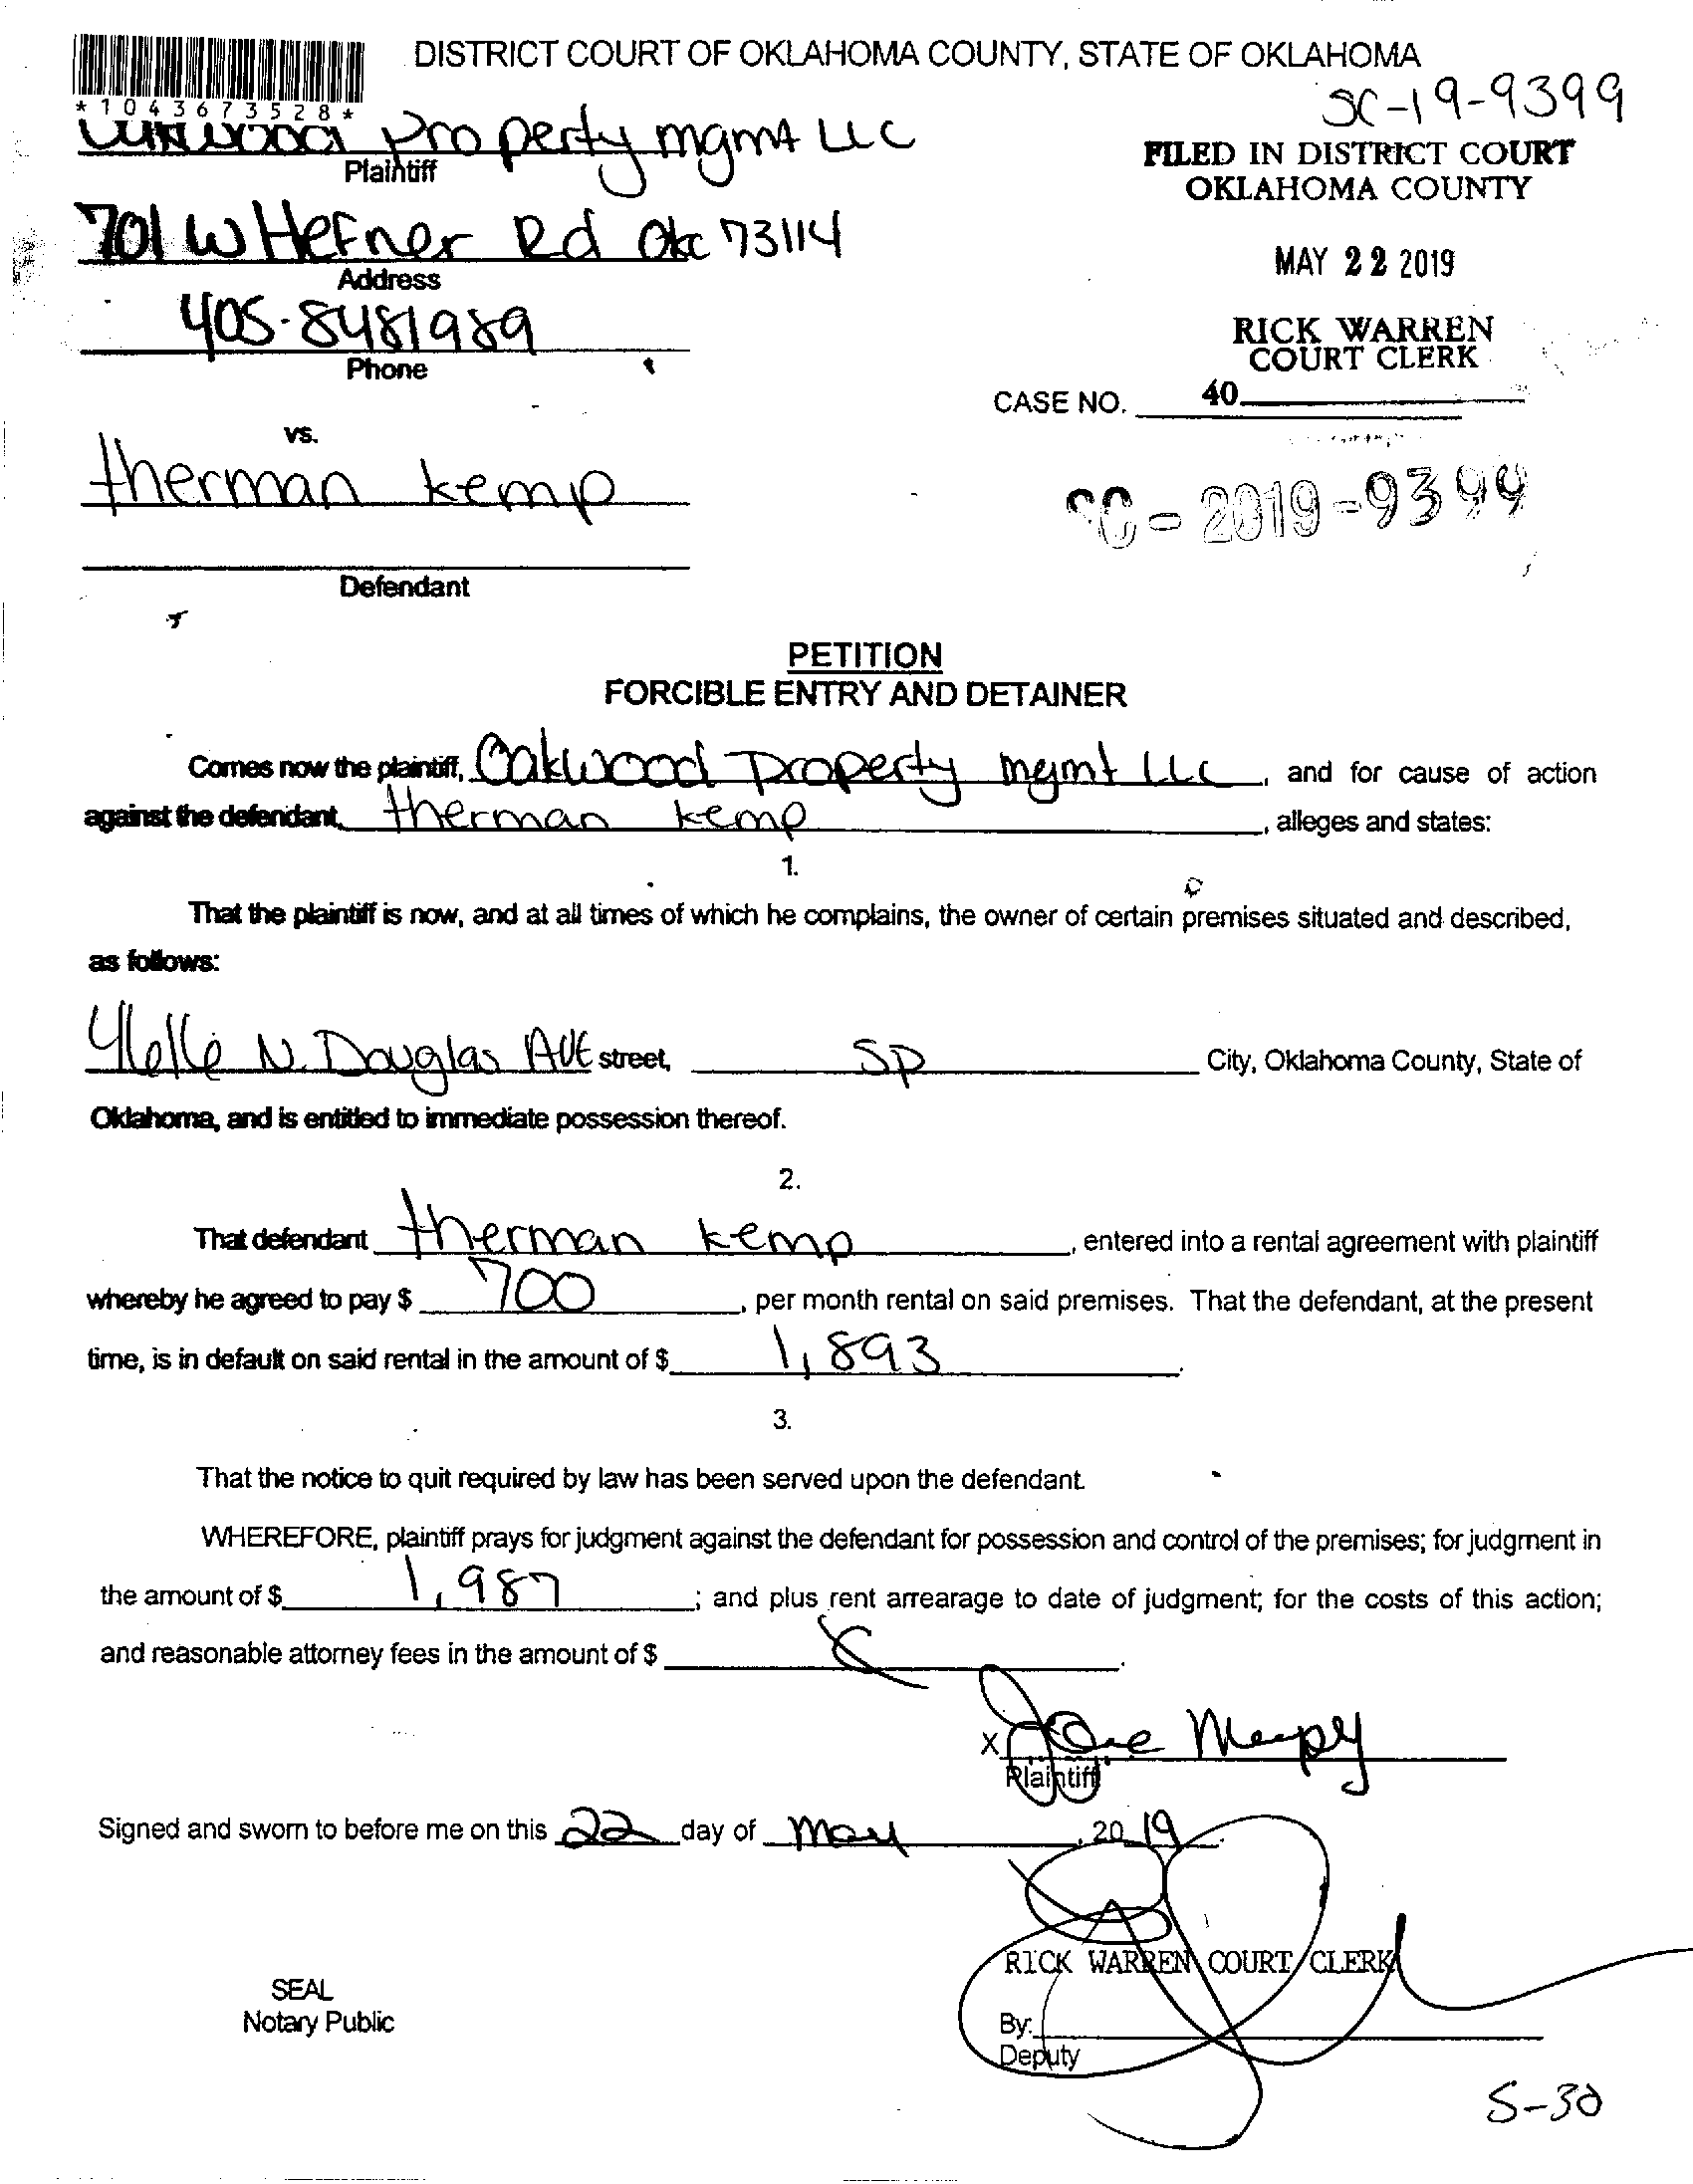 DISTRICT COURT OF OKLAHOMA COUNTY, STATE OF OKLAHOMA
*1043673528*
SC-19-9399
Oakwood Property mgmt LLC
Plaintiff
FILED IN DISTRICT COURT
OKLAHOMA COUNTY
701 W Hefner Rd Okc 73114
Address
MAY 22 2019
405-8481989
Phone
RICK WARREN
COURT CLERK
CASE NO. 40
vs.
therman kemp
SC-2019-9399
Defendant
PETITION
FORCIBLE ENTRY AND DETAINER
Comes now the plaintiff, Oakwood Property mgmt LLC, and for cause of action
against the defendant, therman kemp, alleges and states:
1.
That the plaintiff is now, and at all times of which he complains, the owner of certain premises situated and described,
as follows:
N. Douglas AVE street, SP City, Oklahoma County, State of
Oklahoma, and is entitled to immediate possession thereof.
2.
That defendant therman kemp, entered into a rental agreement with plaintiff
whereby he agreed to pay $ 700, per month rental on said premises. That the defendant, at the present
time, is in default on said rental in the amount of $ 1,893.
3.
That the notice to quit required by law has been served upon the defendant.
WHEREFORE, plaintiff prays for judgment against the defendant for possession and control of the premises; for judgment in
the amount of $ 1,987; and plus rent arrearage to date of judgment; for the costs of this action;
and reasonable attorney fees in the amount of $
X
Plaintiff
Signed and sworn to before me on this 22 day of May, 2019.
RICK WARREN COURT CLERK
SEAL
Notary Public
By:
Deputy
5-30